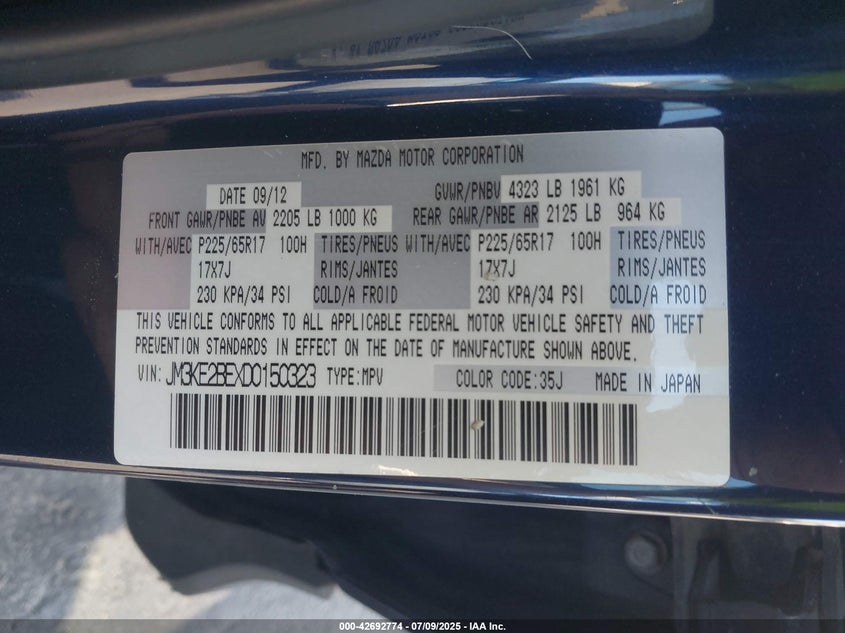 MFD. BY MAZDA MOTOR CORPORATION
DATE 09/12 GVWR/PNBV 4323 LB 1961 KG
FRONT GAWR/PNBE AV 2205 LB 1000 KG REAR GAWR/PNBE AR 2125 LB 964 KG
WITH/AVEC P225/65R17 100H TIRES/PNEUS WITH/AVEC P225/65R17 100H TIRES/PNEUS
17X7J RIMS/JANTES 17X7J RIMS/JANTES
230 KPA/34 PSI COLD/A FROID 230 KPA/34 PSI COLD/A FROID
THIS VEHICLE CONFORMS TO ALL APPLICABLE FEDERAL MOTOR VEHICLE SAFETY AND THEFT
PREVENTION STANDARDS IN EFFECT ON THE DATE OF MANUFACTURE SHOWN ABOVE.
VIN: JM3KE2BEXD0150323 TYPE:MPV COLOR CODE:35J MADE IN JAPAN
000-42692774 / 07/09/2025 - IAA Inc.